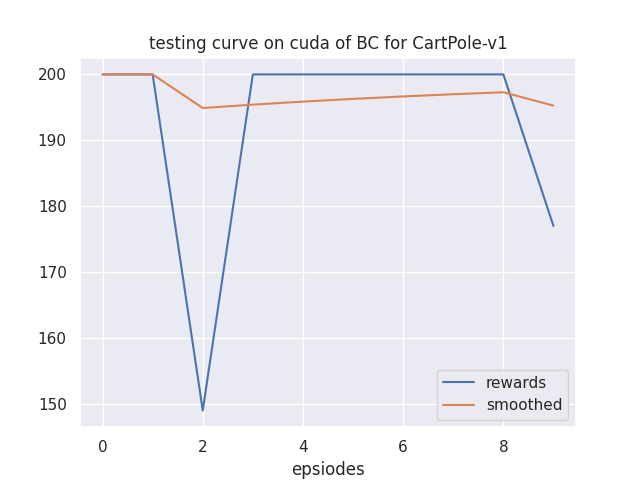 testing curve on cuda of BC for CartPole-v1
200
190
180
170
160
150
0 2 4 6 8
epsiodes
rewards
smoothed